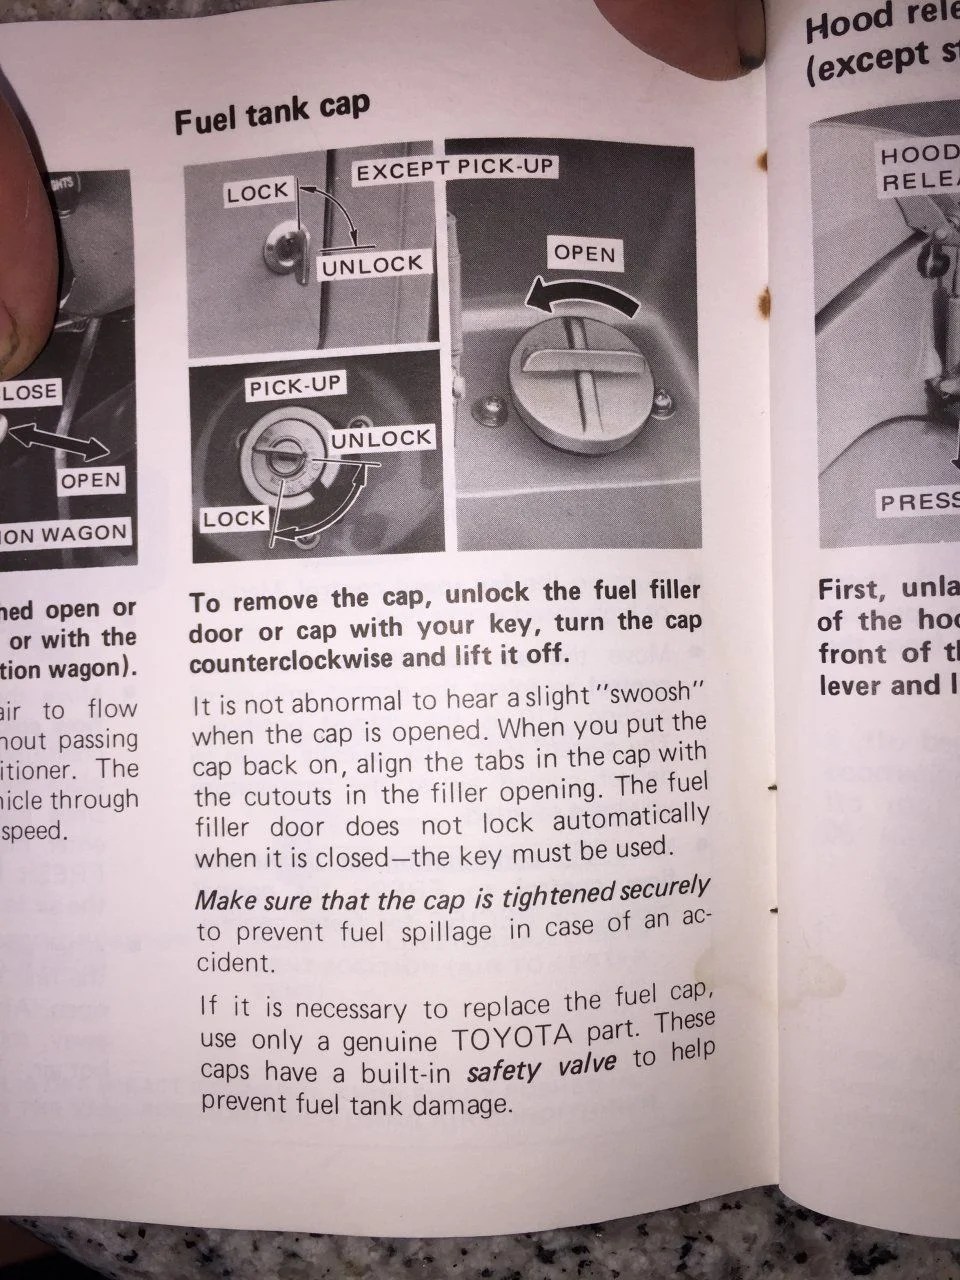 GHTS
LOSE
OPEN
ION WAGON
hed open or
or with the
tion wagon).
air to flow
hout passing
itioner. The
hicle through
speed.
Fuel tank cap
LOCK
EXCEPT PICK-UP
UNLOCK
OPEN
PICK-UP
UNLOCK
LOCK
To remove the cap, unlock the fuel filler
door or cap with your key, turn the cap
counterclockwise and lift it off.
It is not abnormal to hear a slight "swoosh"
when the cap is opened. When you put the
cap back on, align the tabs in the cap with
the cutouts in the filler opening. The fuel
filler door does not lock automatically
when it is closed—the key must be used.
Make sure that the cap is tightened securely
to prevent fuel spillage in case of an ac-
cident.
If it is necessary to replace the fuel cap,
use only a genuine TOYOTA part. These
caps have a built-in safety valve to help
prevent fuel tank damage.
Hood rele
(except st
HOOD
RELEA
PRESS
First, unla
of the hoo
front of th
lever and l